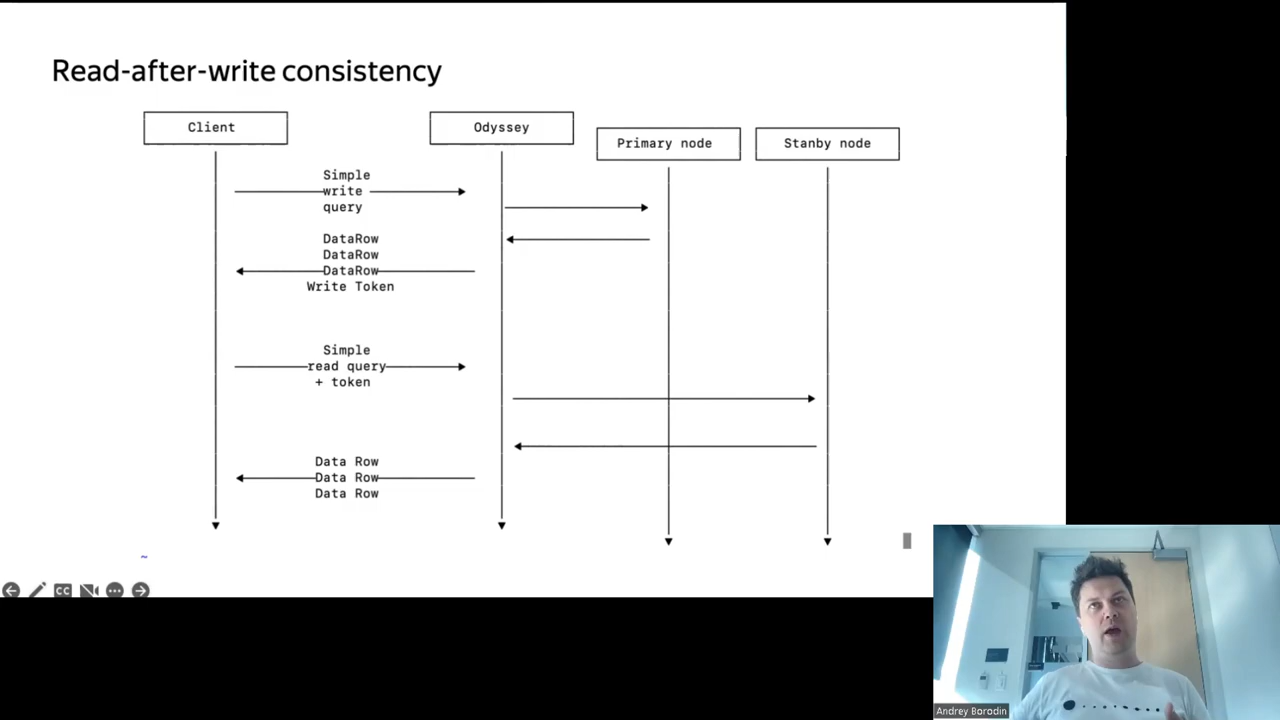 Read-after-write consistency
Client
Odyssey
Primary node
Stanby node
Simple
write
query
DataRow
DataRow
DataRow
Write Token
Simple
read query
+ token
Data Row
Data Row
Data Row
~
CC
Andrey Borodin